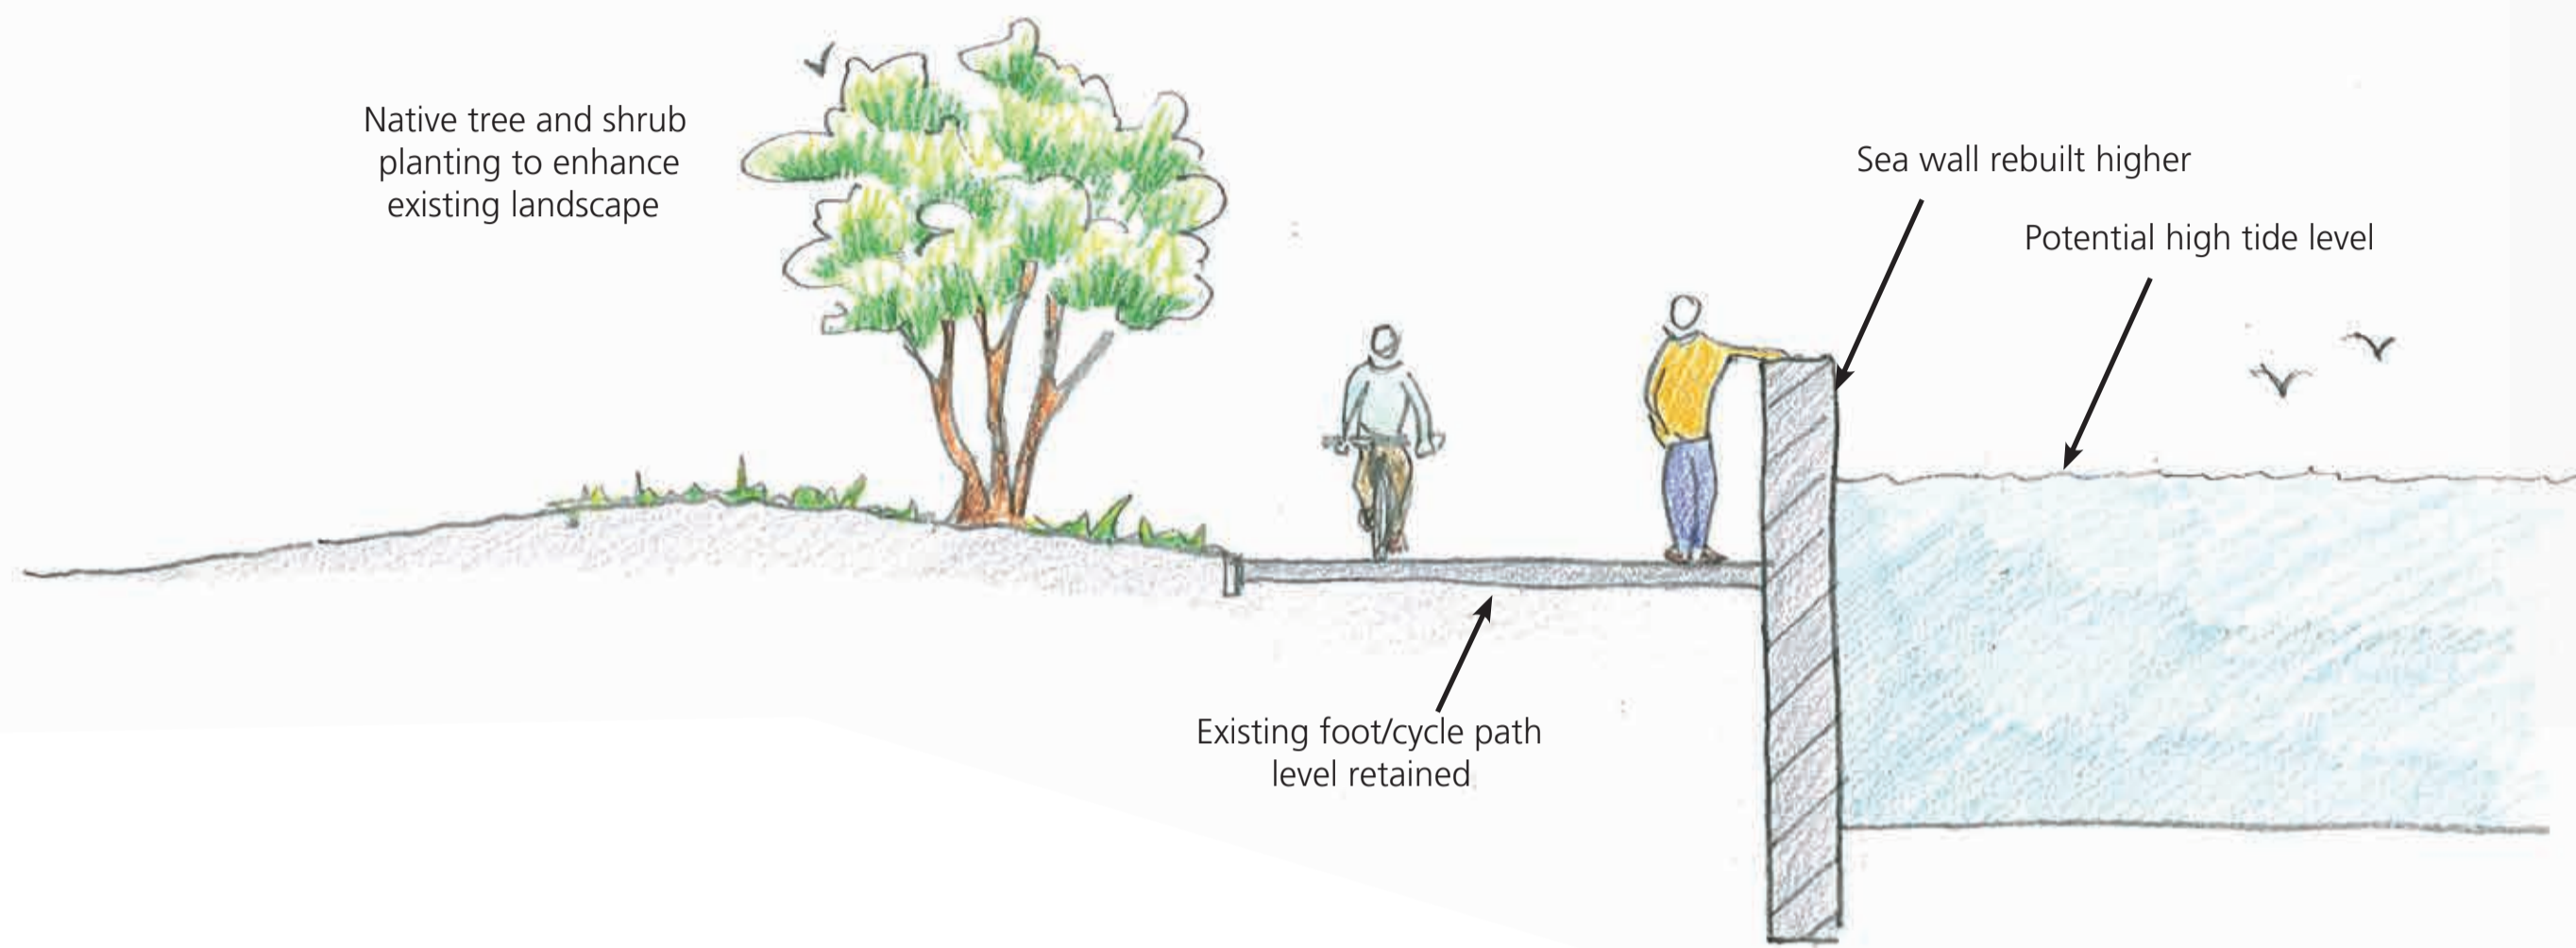 Native tree and shrub
planting to enhance
existing landscape
Sea wall rebuilt higher
Potential high tide level
Existing foot/cycle path
level retained